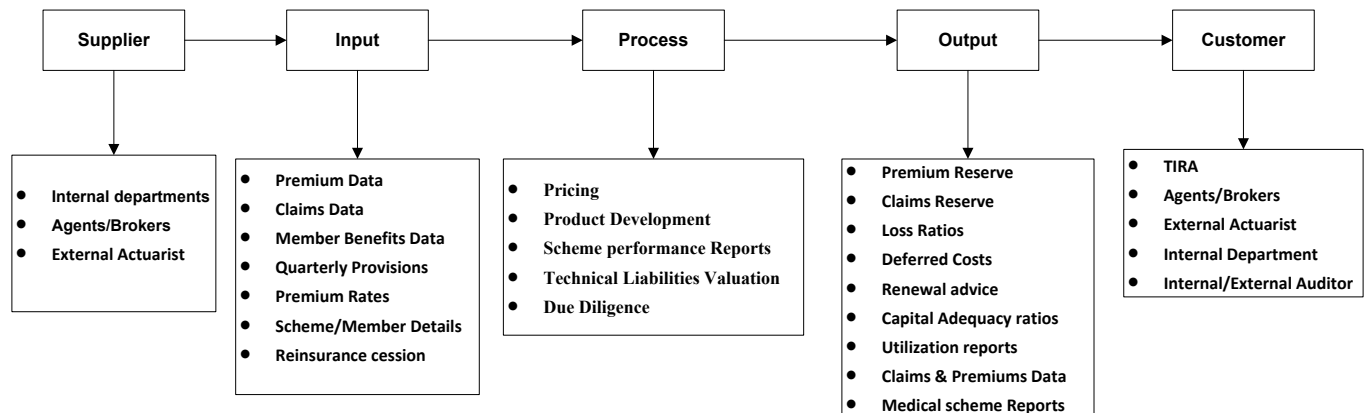 Supplier
Input
Process
Output
Customer
Internal departments
Agents/Brokers
External Actuarist
Premium Data
Claims Data
Member Benefits Data
Quarterly Provisions
Premium Rates
Scheme/Member Details
Reinsurance cession
Pricing
Product Development
Scheme performance Reports
Technical Liabilities Valuation
Due Diligence
Premium Reserve
Claims Reserve
Loss Ratios
Deferred Costs
Renewal advice
Capital Adequacy ratios
Utilization reports
Claims & Premiums Data
Medical scheme Reports
TIRA
Agents/Brokers
External Actuarist
Internal Department
Internal/External Auditor